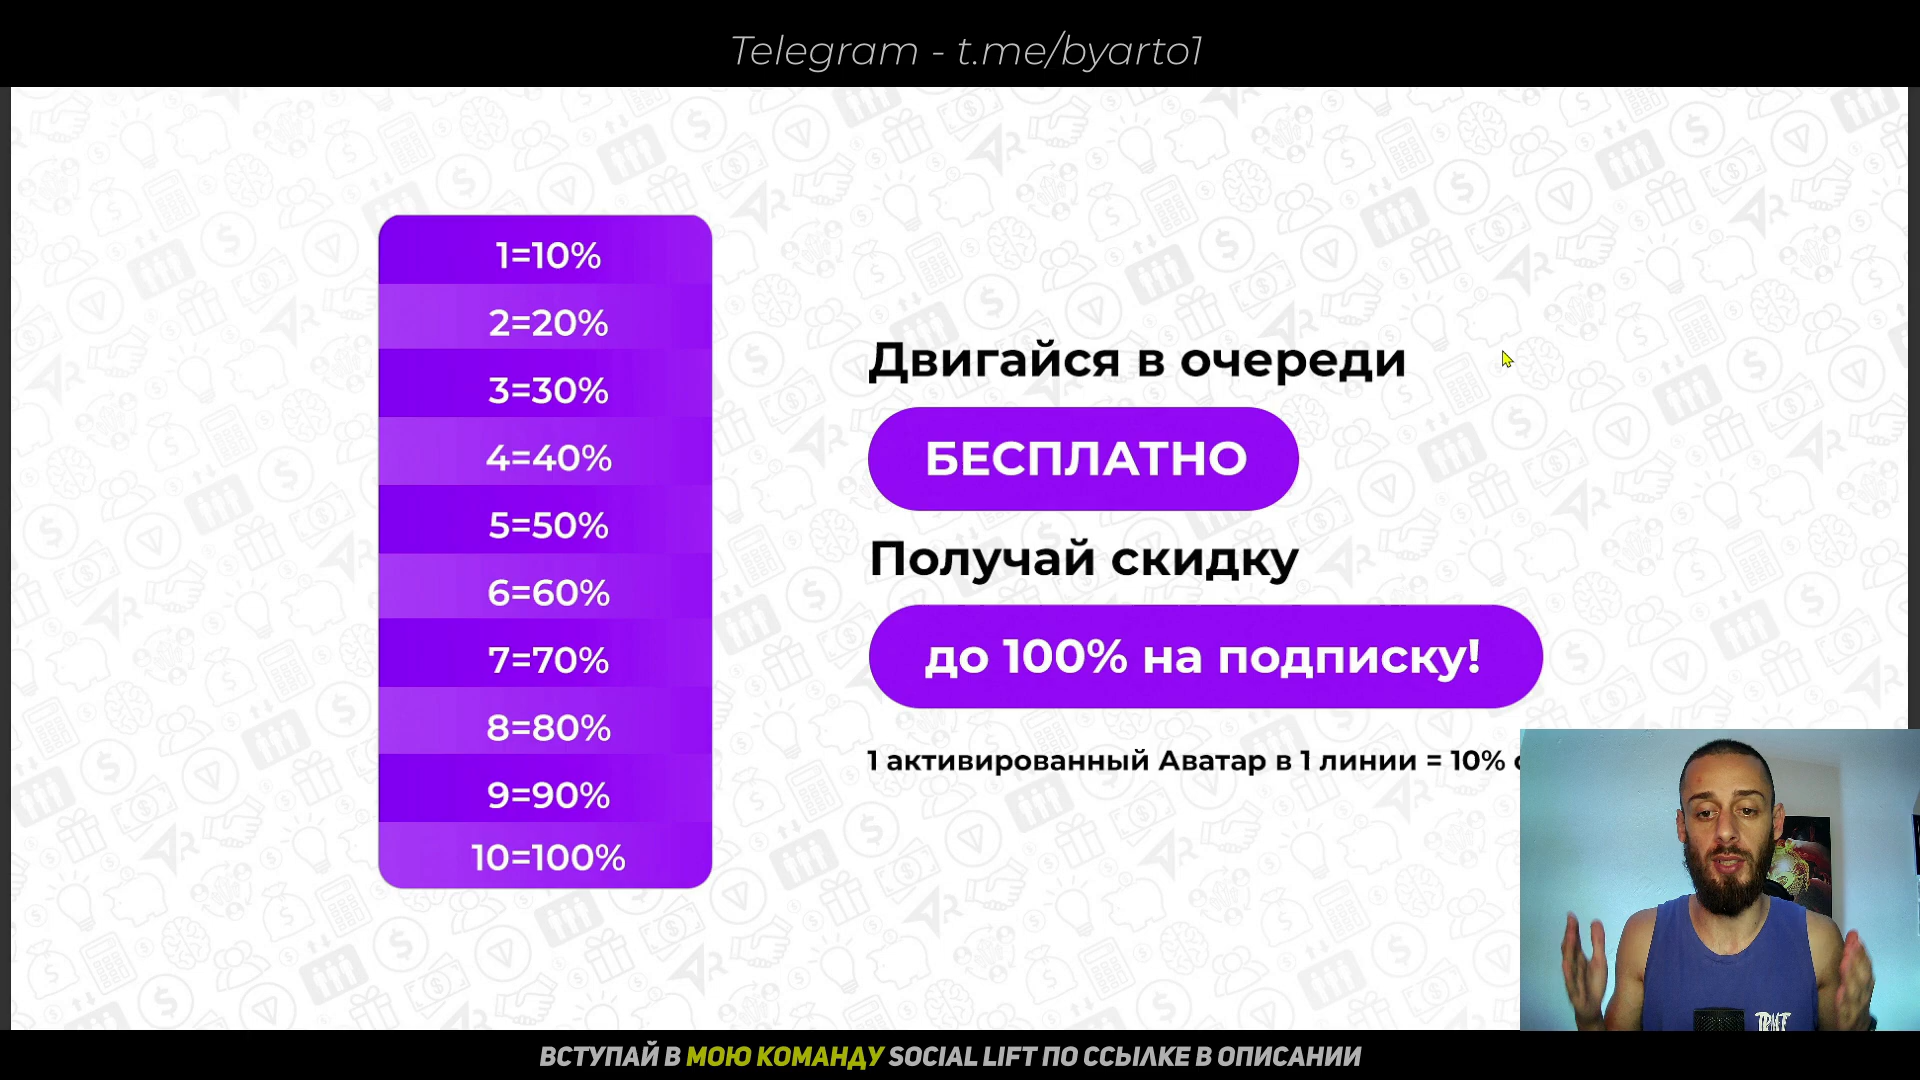 Telegram - t.me/byarto1
1=10%
2=20%
3=30%
4=40%
5=50%
6=60%
7=70%
8=80%
9=90%
10=100%
Двигайся в очереди
БЕСПЛАТНО
Получай скидку
до 100% на подписку!
1 активированный Аватар в 1 линии = 10%
ВСТУПАЙ В МОЮ КОМАНДУ SOCIAL LIFT ПО ССЫЛКЕ В ОПИСАНИИ